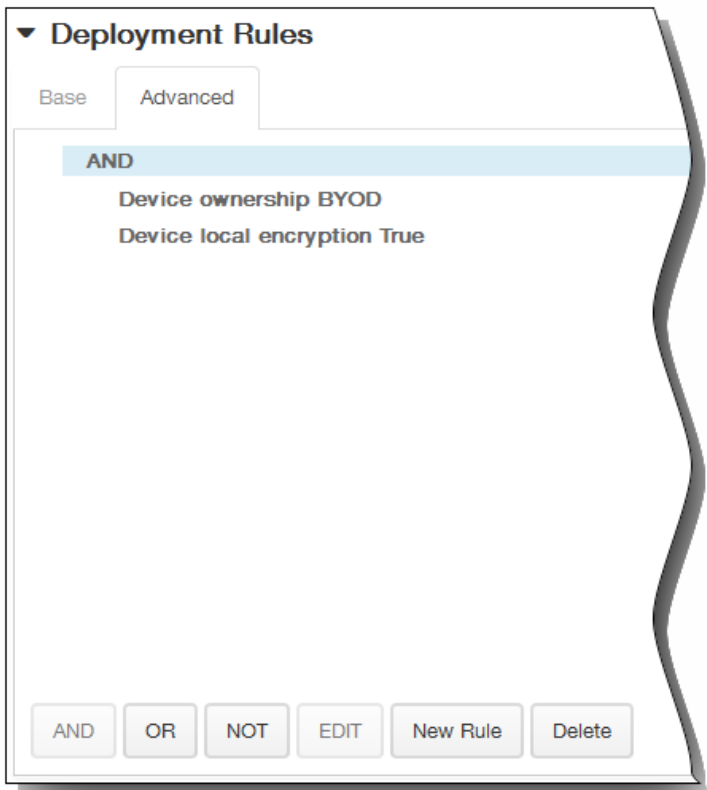 Deployment Rules
Base Advanced
AND
Device ownership BYOD
Device local encryption True
AND OR NOT EDIT New Rule Delete